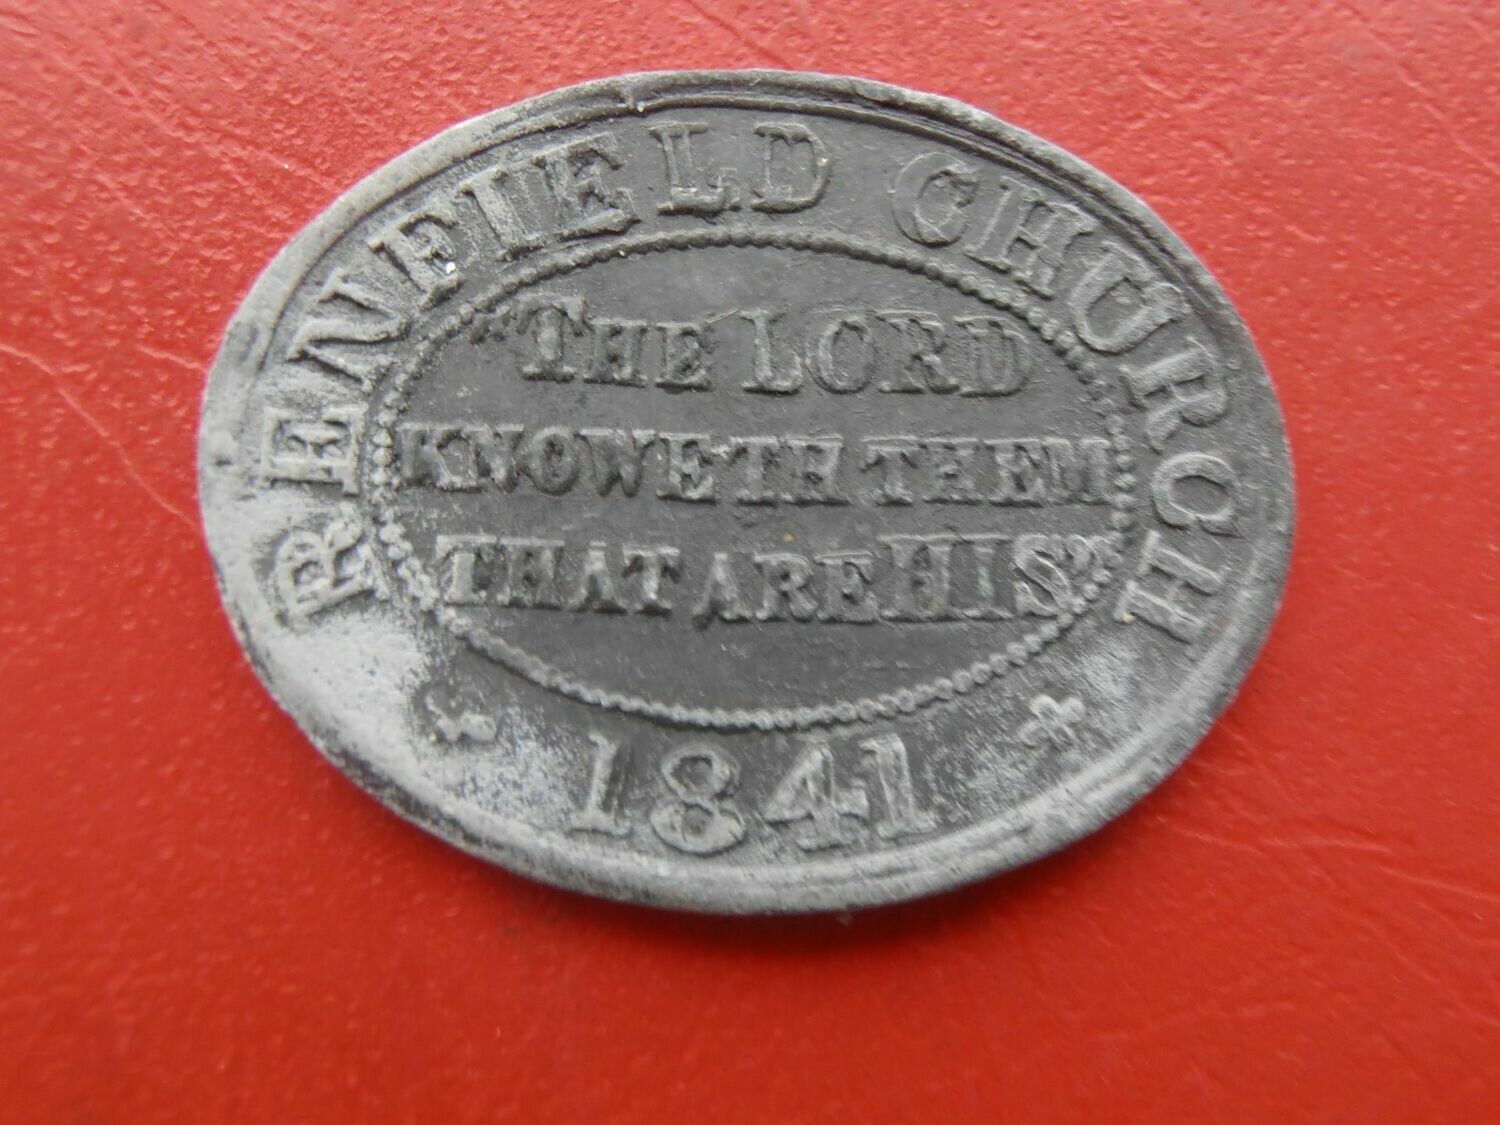 RENFIELD CHURCH
"THE LORD
KNOWETH THEM
THAT ARE HIS"
1841